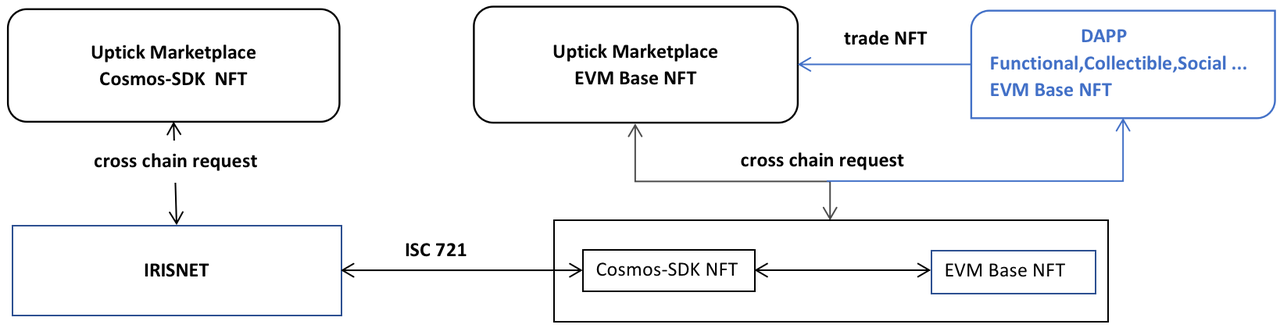 Uptick Marketplace
Cosmos-SDK NFT
Uptick Marketplace
EVM Base NFT
trade NFT
DAPP
Functional,Collectible,Social ...
EVM Base NFT
cross chain request
cross chain request
IRISNET
ISC 721
Cosmos-SDK NFT
EVM Base NFT